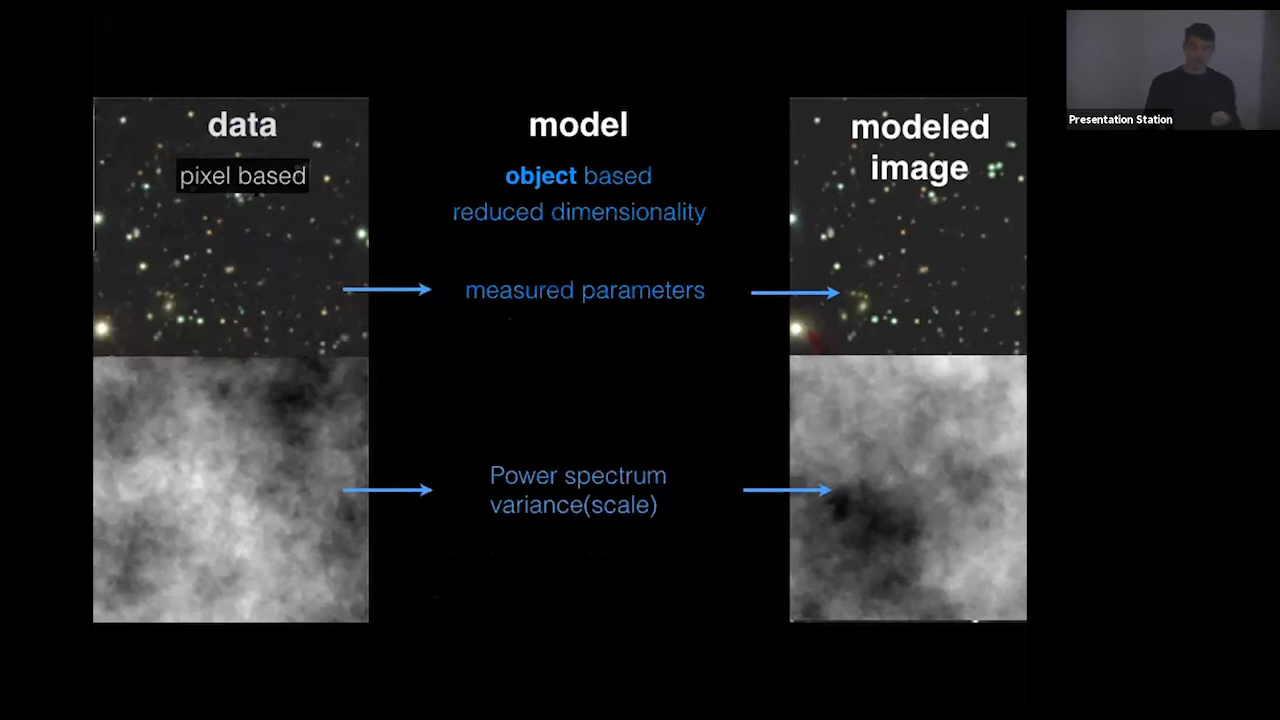 data
pixel based
model
object based
reduced dimensionality
measured parameters
Power spectrum
variance(scale)
modeled
image
Presentation Station